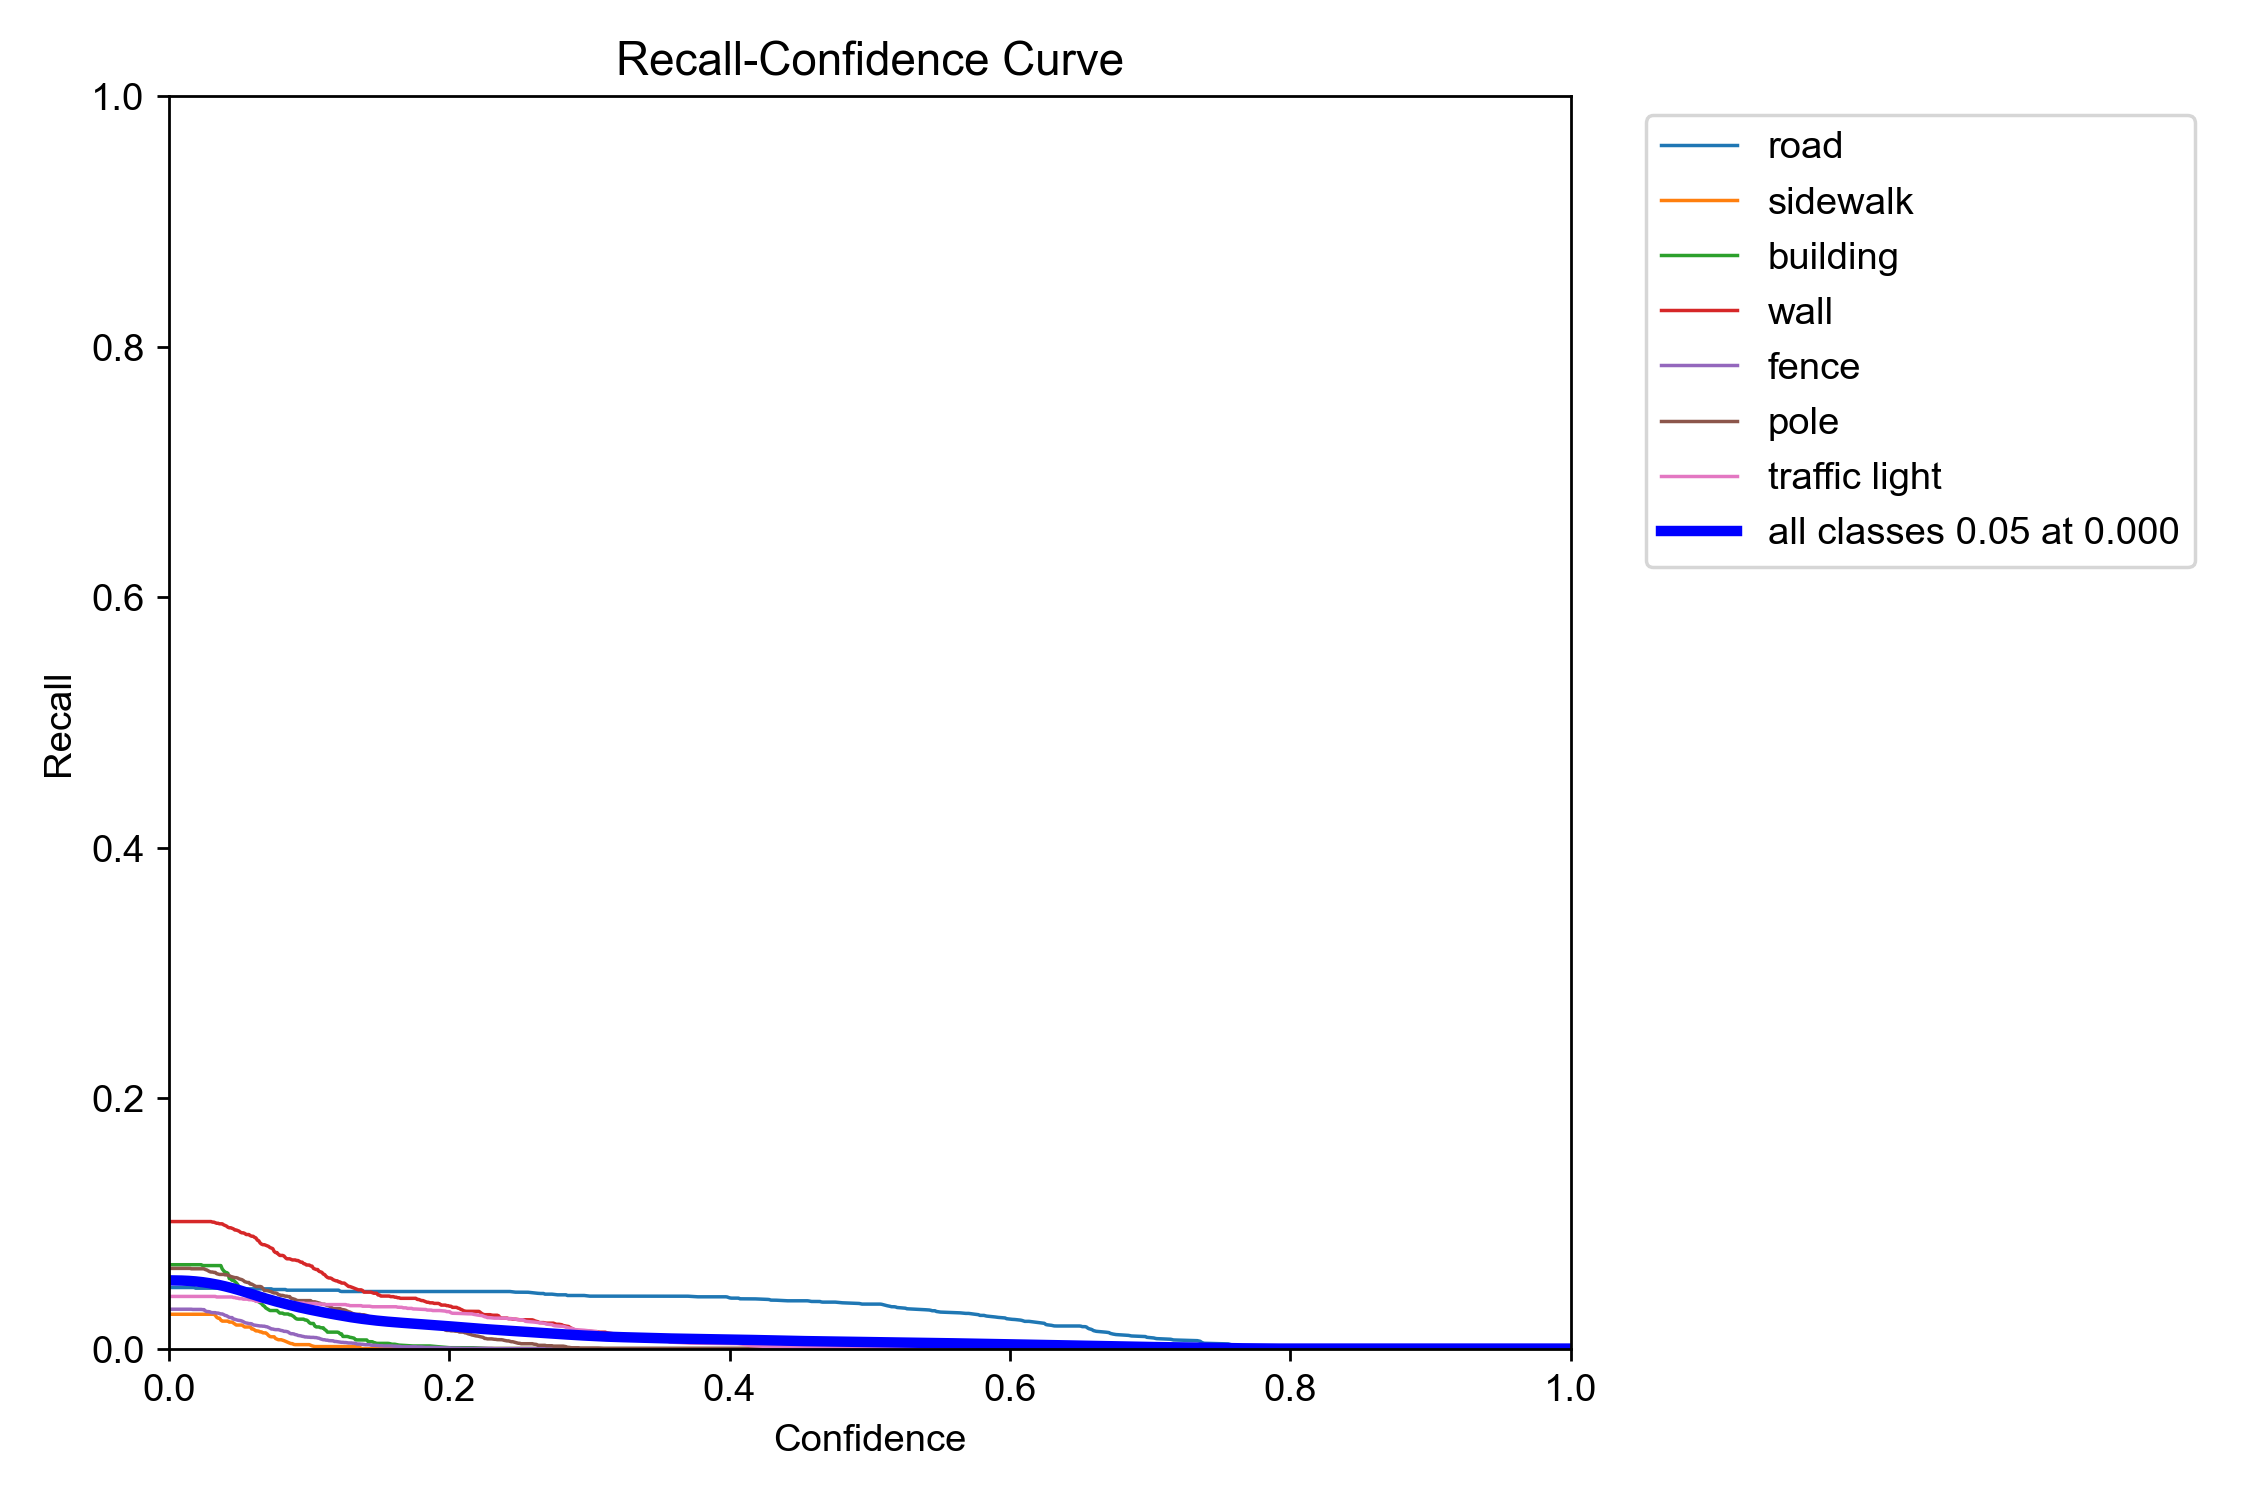 Recall-Confidence Curve
1.0
0.8
0.6
0.4
0.2
0.0
Recall
0.0 0.2 0.4 0.6 0.8 1.0
Confidence
road
sidewalk
building
wall
fence
pole
traffic light
all classes 0.05 at 0.000